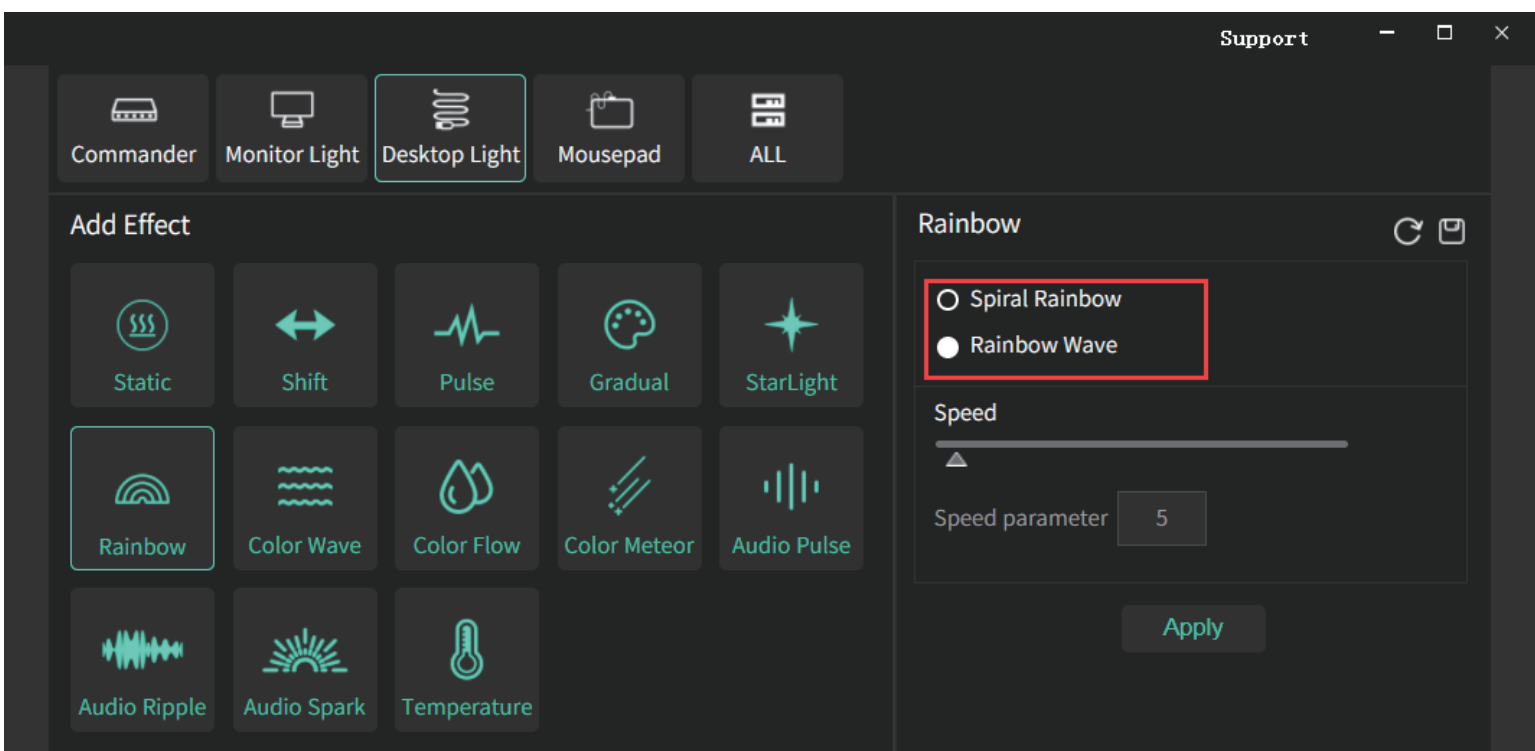 Support
Commander Monitor Light Desktop Light Mousepad ALL
Add Effect
Static Shift Pulse Gradual StarLight
Rainbow Color Wave Color Flow Color Meteor Audio Pulse
Audio Ripple Audio Spark Temperature
Rainbow
Spiral Rainbow
Rainbow Wave
Speed
Speed parameter 5
Apply